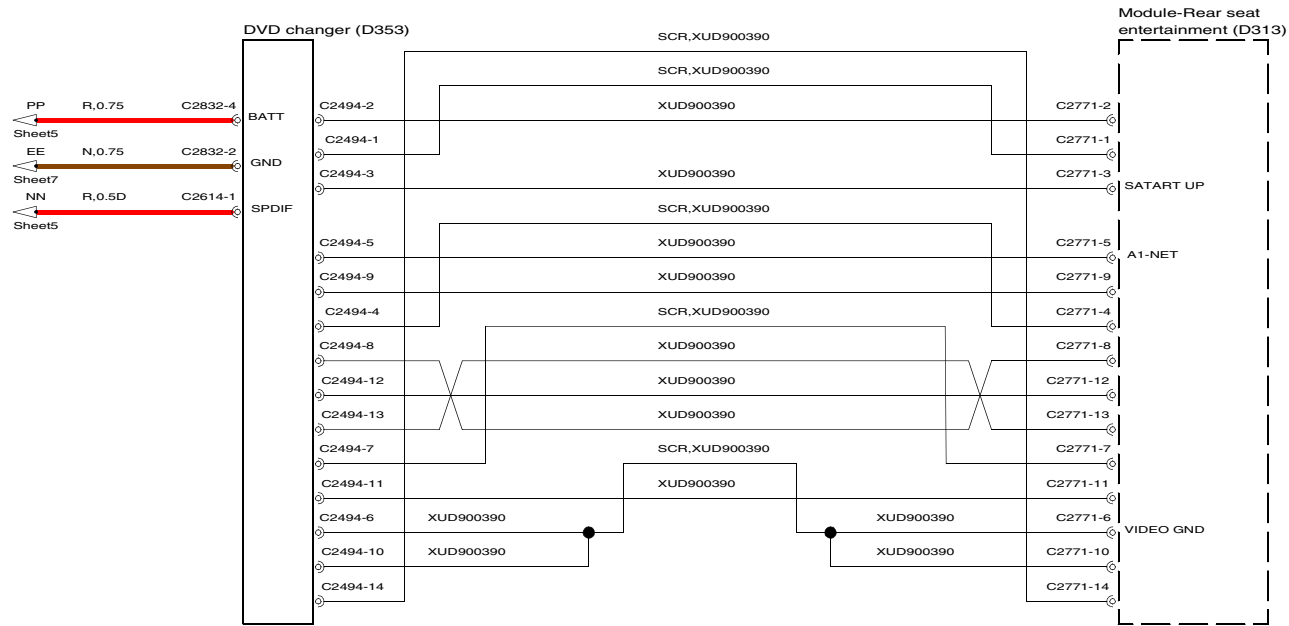 Module-Rear seat
DVD changer (D353)
entertainment (D313)
SCR,XUD900390
SCR,XUD900390
PP R,0.75 C2832-4 C2494-2 XUD900390 C2771-2
BATT
Sheet5
C2494-1 C2771-1
EE N,0.75 C2832-2
GND
Sheet7
C2494-3 XUD900390 C2771-3
SATART UP
NN R,0.5D C2614-1
SPDIF
SCR,XUD900390
Sheet5
C2494-5 XUD900390 C2771-5
A1-NET
C2494-9 XUD900390 C2771-9
C2494-4 SCR,XUD900390 C2771-4
C2494-8 XUD900390 C2771-8
C2494-12 XUD900390 C2771-12
C2494-13 XUD900390 C2771-13
C2494-7 SCR,XUD900390 C2771-7
C2494-11 XUD900390 C2771-11
C2494-6 XUD900390 XUD900390 C2771-6
VIDEO GND
C2494-10 XUD900390 XUD900390 C2771-10
C2494-14 C2771-14